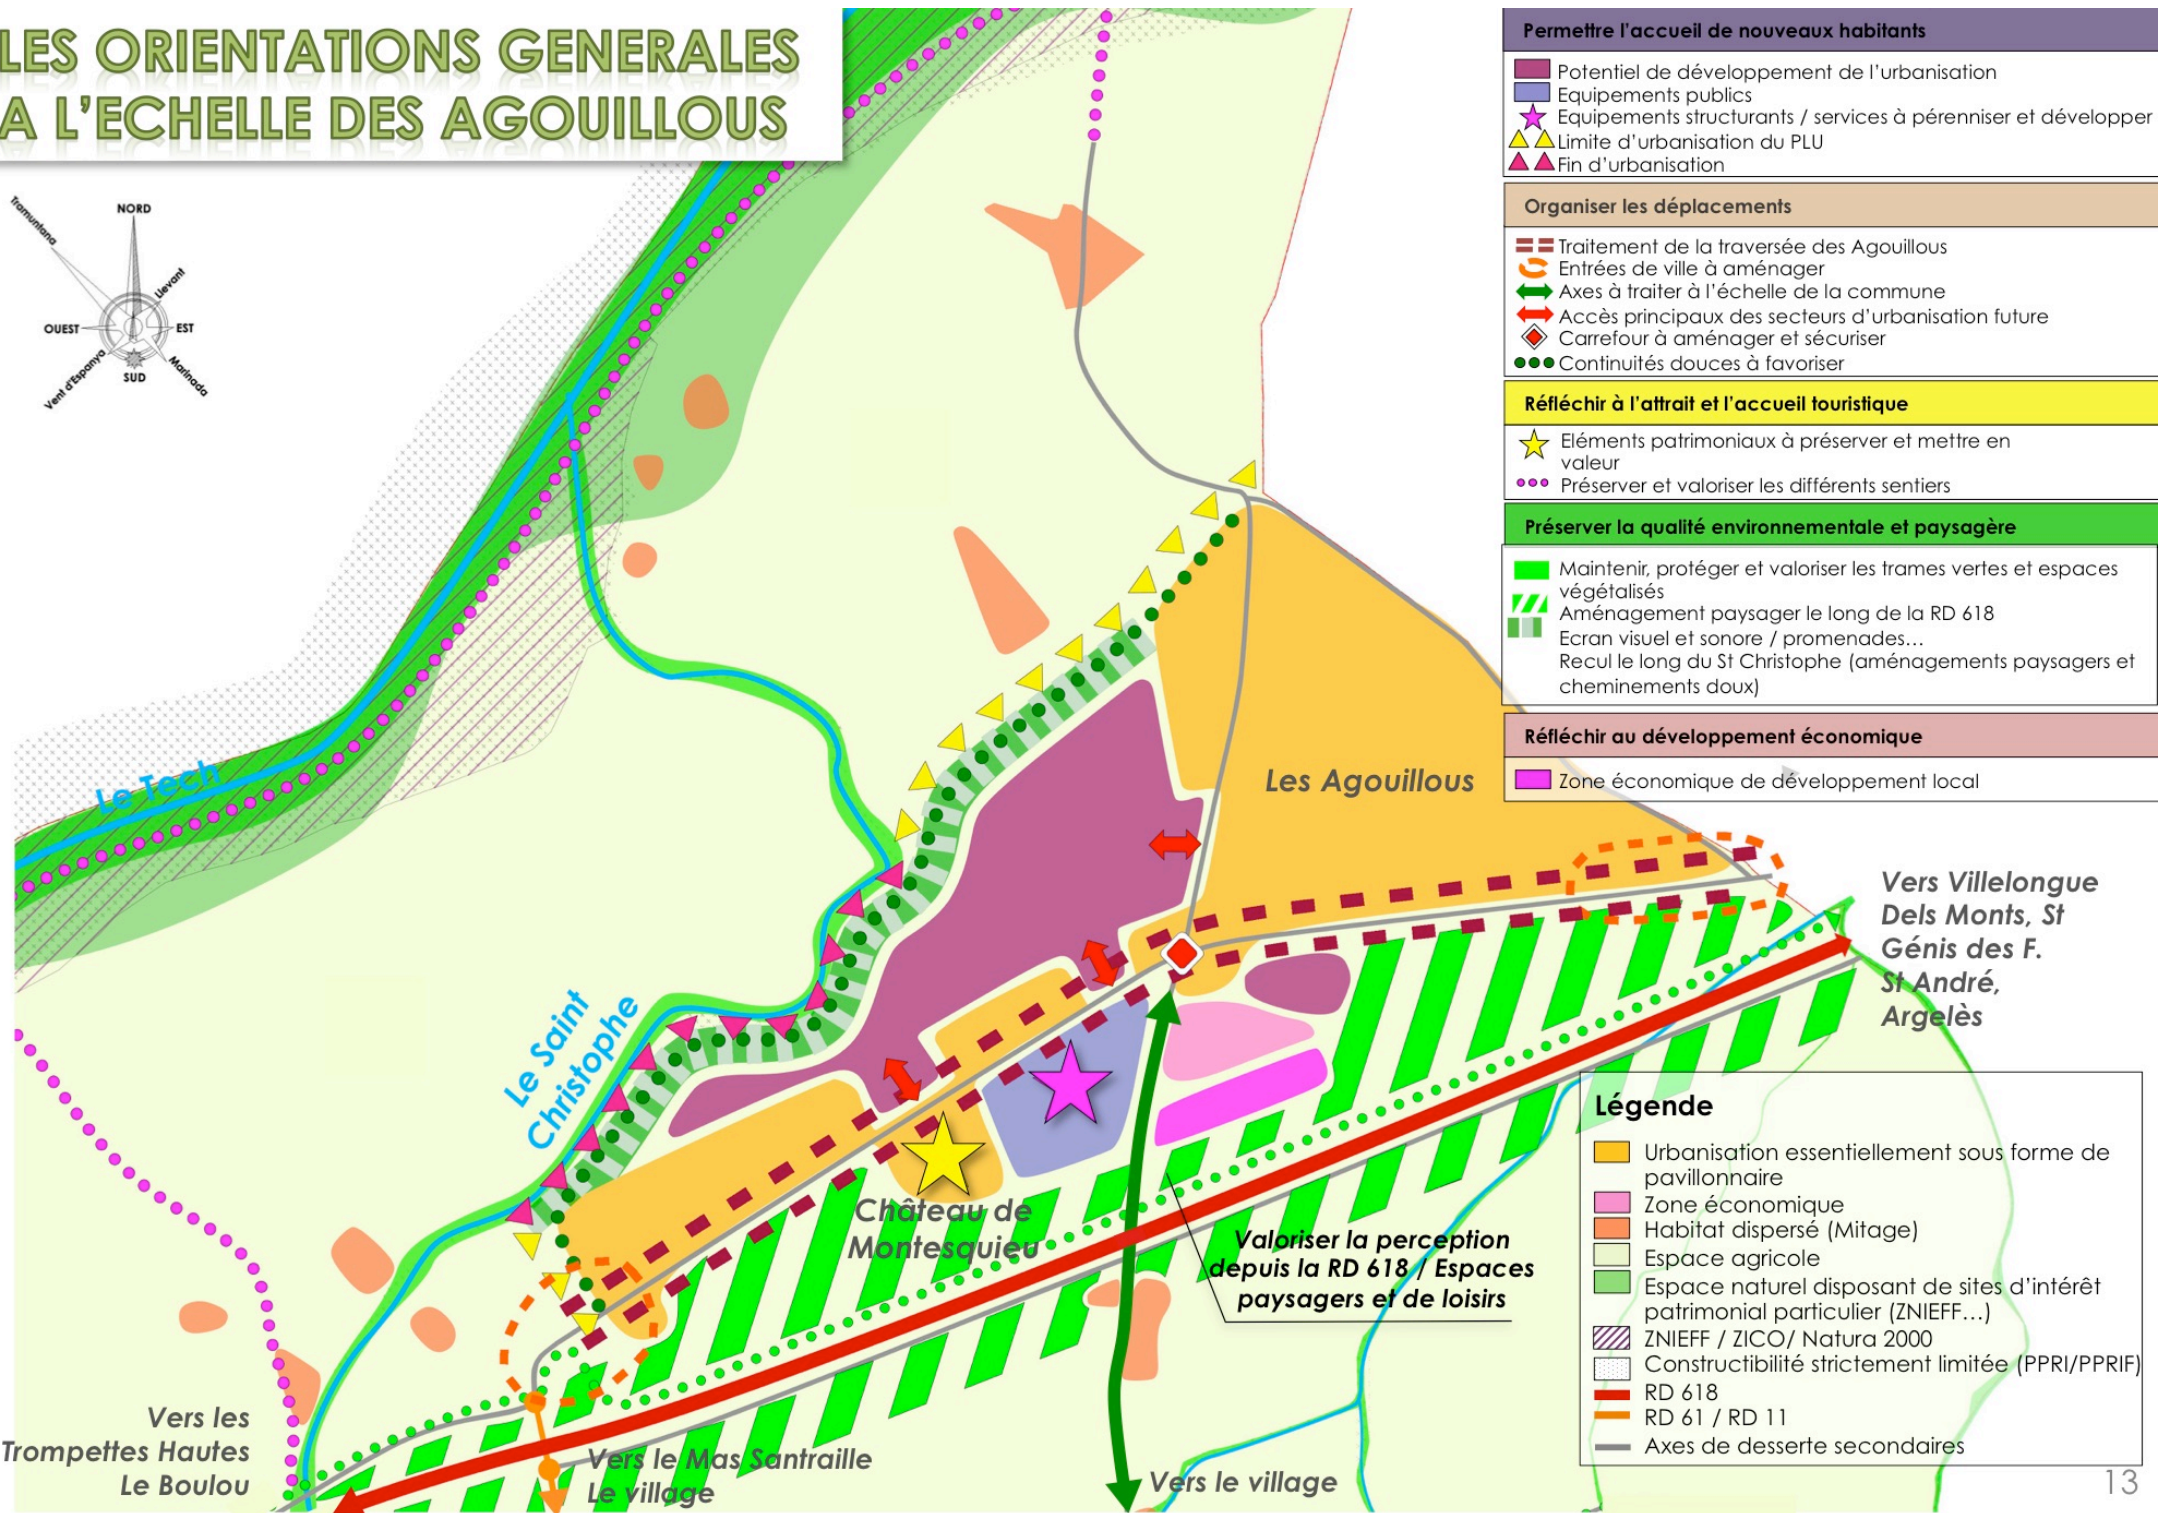 LES ORIENTATIONS GENERALES
A L'ECHELLE DES AGOUILLOUS
Tramuntana
NORD
Llevant
OUEST
EST
Vent d'Espanya
SUD
Marinada
Le Tech
Le Saint
Christophe
Les Agouillous
Château de
Montesquieu
Valoriser la perception
depuis la RD 618 / Espaces
paysagers et de loisirs
Vers Villelongue
Dels Monts, St
Génis des F.
St André,
Argelès
Vers les
Trompettes Hautes
Le Boulou
Vers le Mas Santraille
Le village
Vers le village
Permettre l'accueil de nouveaux habitants
Potentiel de développement de l'urbanisation
Equipements publics
Equipements structurants / services à pérenniser et développer
Limite d'urbanisation du PLU
Fin d'urbanisation
Organiser les déplacements
Traitement de la traversée des Agouillous
Entrées de ville à aménager
Axes à traiter à l'échelle de la commune
Accès principaux des secteurs d'urbanisation future
Carrefour à aménager et sécuriser
Continuités douces à favoriser
Réfléchir à l'attrait et l'accueil touristique
Eléments patrimoniaux à préserver et mettre en
valeur
Préserver et valoriser les différents sentiers
Préserver la qualité environnementale et paysagère
Maintenir, protéger et valoriser les trames vertes et espaces
végétalisés
Aménagement paysager le long de la RD 618
Ecran visuel et sonore / promenades...
Recul le long du St Christophe (aménagements paysagers et
cheminements doux)
Réfléchir au développement économique
Zone économique de développement local
Légende
Urbanisation essentiellement sous forme de
pavillonnaire
Zone économique
Habitat dispersé (Mitage)
Espace agricole
Espace naturel disposant de sites d'intérêt
patrimonial particulier (ZNIEFF...)
ZNIEFF / ZICO/ Natura 2000
Constructibilité strictement limitée (PPRI/PPRIF)
RD 618
RD 61 / RD 11
Axes de desserte secondaires
13